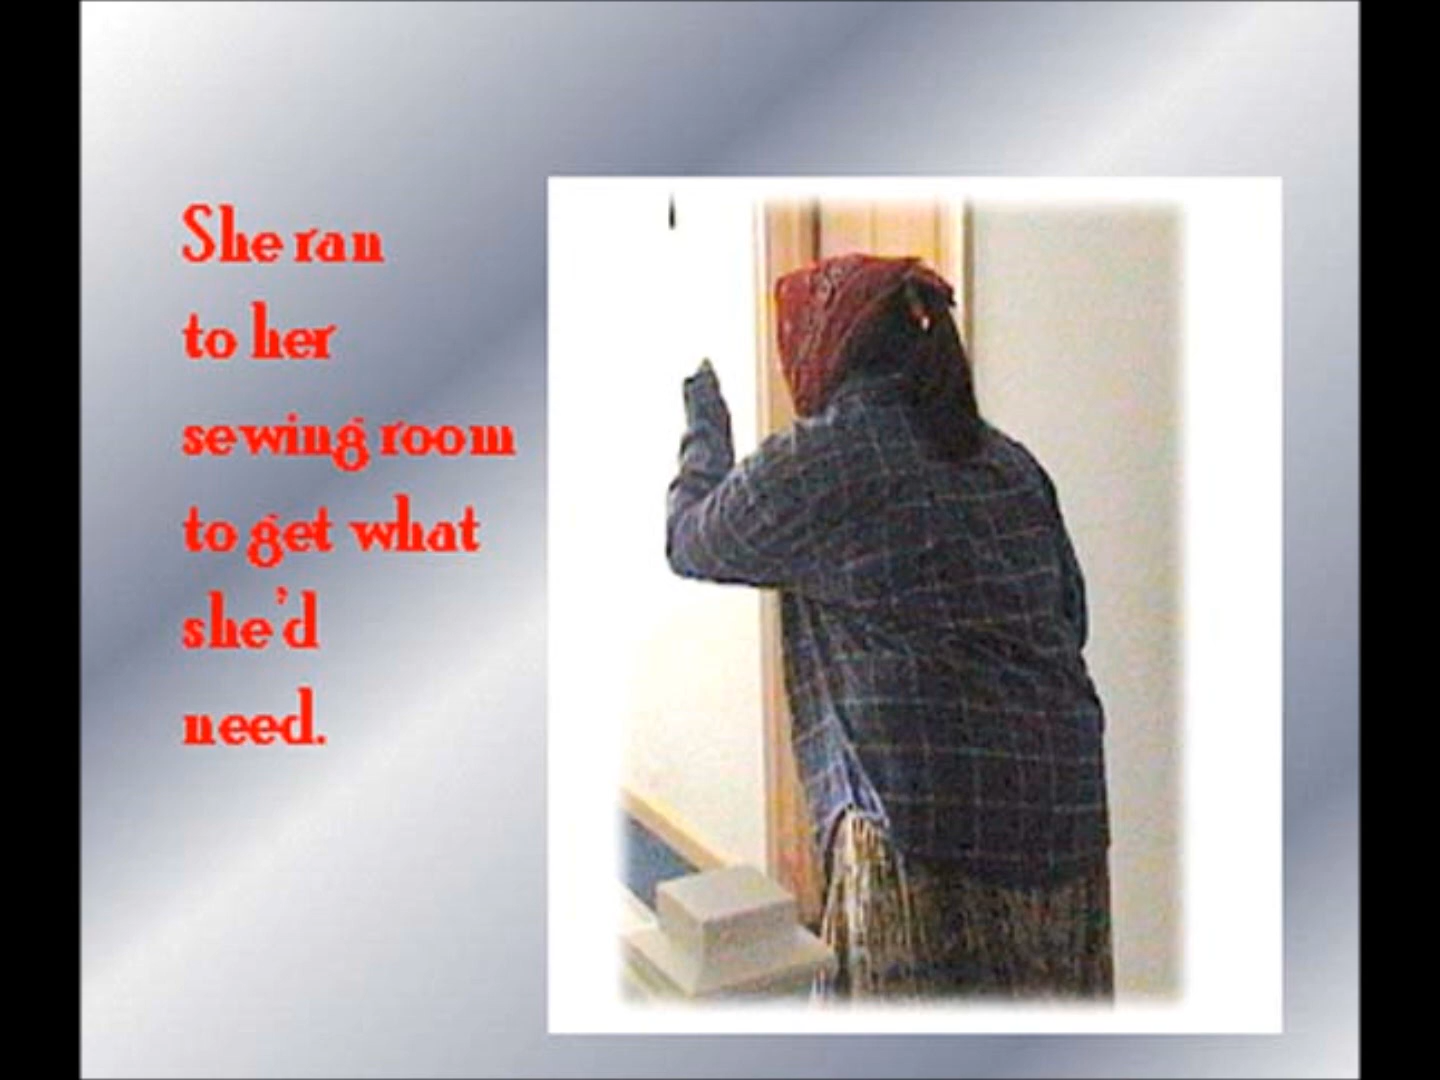 She ran
to her
sewing room
to get what
she'd
need.